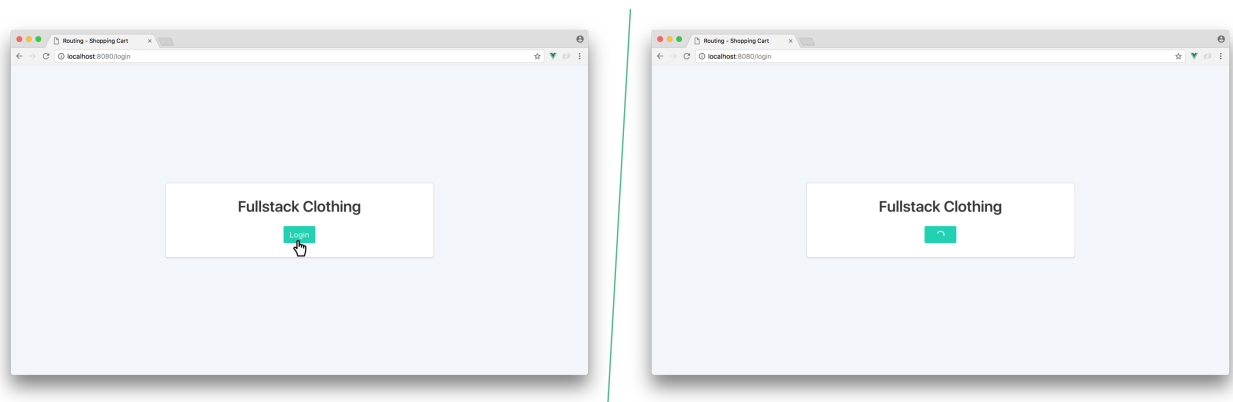 Routing - Shopping Cart
localhost:8080/login
Fullstack Clothing
Login
Routing - Shopping Cart
localhost:8080/login
Fullstack Clothing